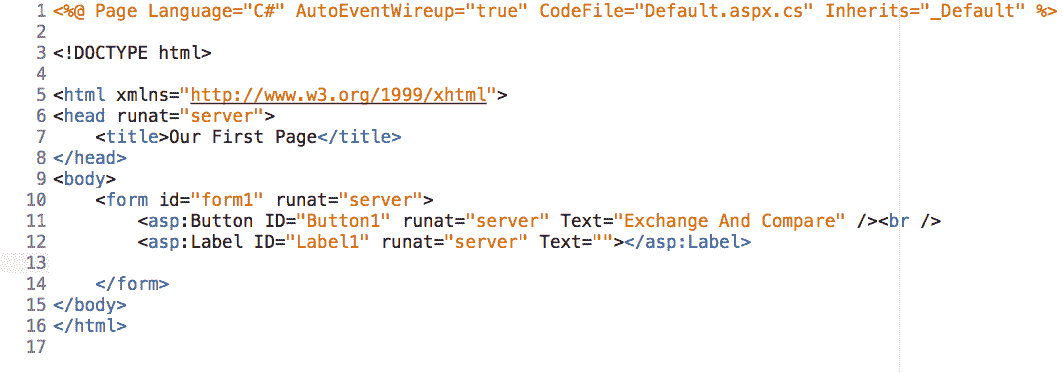 1 <%@ Page Language="C#" AutoEventWireup="true" CodeFile="Default.aspx.cs" Inherits="_Default" %>
2
3 <!DOCTYPE html>
4
5 <html xmlns="http://www.w3.org/1999/xhtml">
6 <head runat="server">
7     <title>Our First Page</title>
8 </head>
9 <body>
10     <form id="form1" runat="server">
11         <asp:Button ID="Button1" runat="server" Text="Exchange And Compare" /><br />
12         <asp:Label ID="Label1" runat="server" Text=""></asp:Label>
13
14     </form>
15 </body>
16 </html>
17